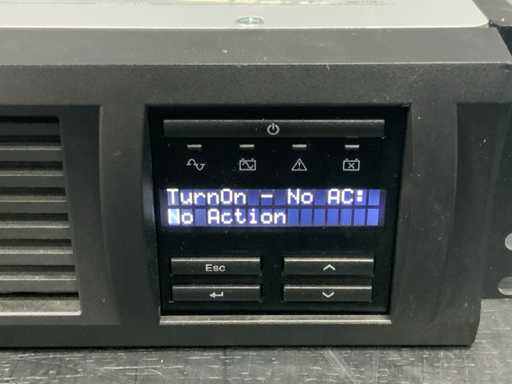 TurnOn - No AC:
No Action
Esc